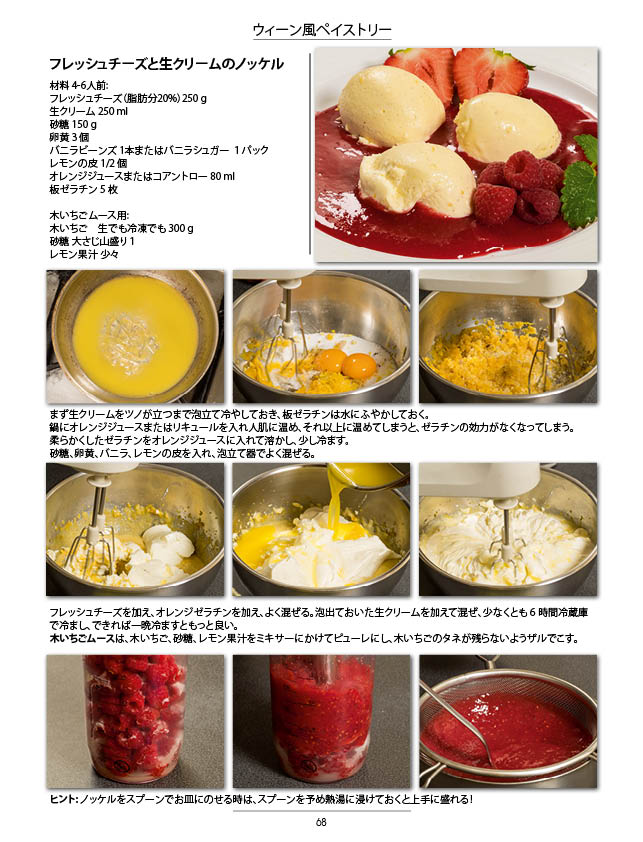 ウィーン風ペイストリー
フレッシュチーズと生クリームのノッケル
材料 4-6人前:
フレッシュチーズ（脂肪分20%）250 g
生クリーム 250 ml
砂糖 150 g
卵黄 3 個
バニラビーンズ 1本またはバニラシュガー 1パック
レモンの皮 1/2 個
オレンジジュースまたはコアントロー 80 ml
板ゼラチン 5 枚
木いちごムース用:
木いちご　生でも冷凍でも 300 g
砂糖 大さじ山盛り 1
レモン果汁 少々
まず生クリームをツノが立つまで泡立て冷やしておき、板ゼラチンは水にふやかしておく。
鍋にオレンジジュースまたはリキュールを入れ人肌に温め、それ以上に温めてしまうと、ゼラチンの効力がなくなってしまう。
柔らかくしたゼラチンをオレンジジュースに入れて溶かし、少し冷ます。
砂糖、卵黄、バニラ、レモンの皮を入れ、泡立て器でよく混ぜる。
フレッシュチーズを加え、オレンジゼラチンを加え、よく混ぜる。泡出ておいた生クリームを加えて混ぜ、少なくとも 6 時間冷蔵庫
で冷まし、できれば一晩冷ますともっと良い。
木いちごムースは、木いちご、砂糖、レモン果汁をミキサーにかけてピューレにし、木いちごのタネが残らないようザルでこす。
ヒント: ノッケルをスプーンでお皿にのせる時は、スプーンを予め熱湯に浸けておくと上手に盛れる！
68